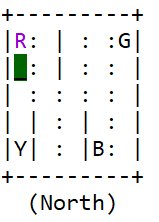 +---------+
|R: | : :G|
|_: | : : |
| : : : : |
| | : | : |
|Y| : |B: |
+---------+
(North)